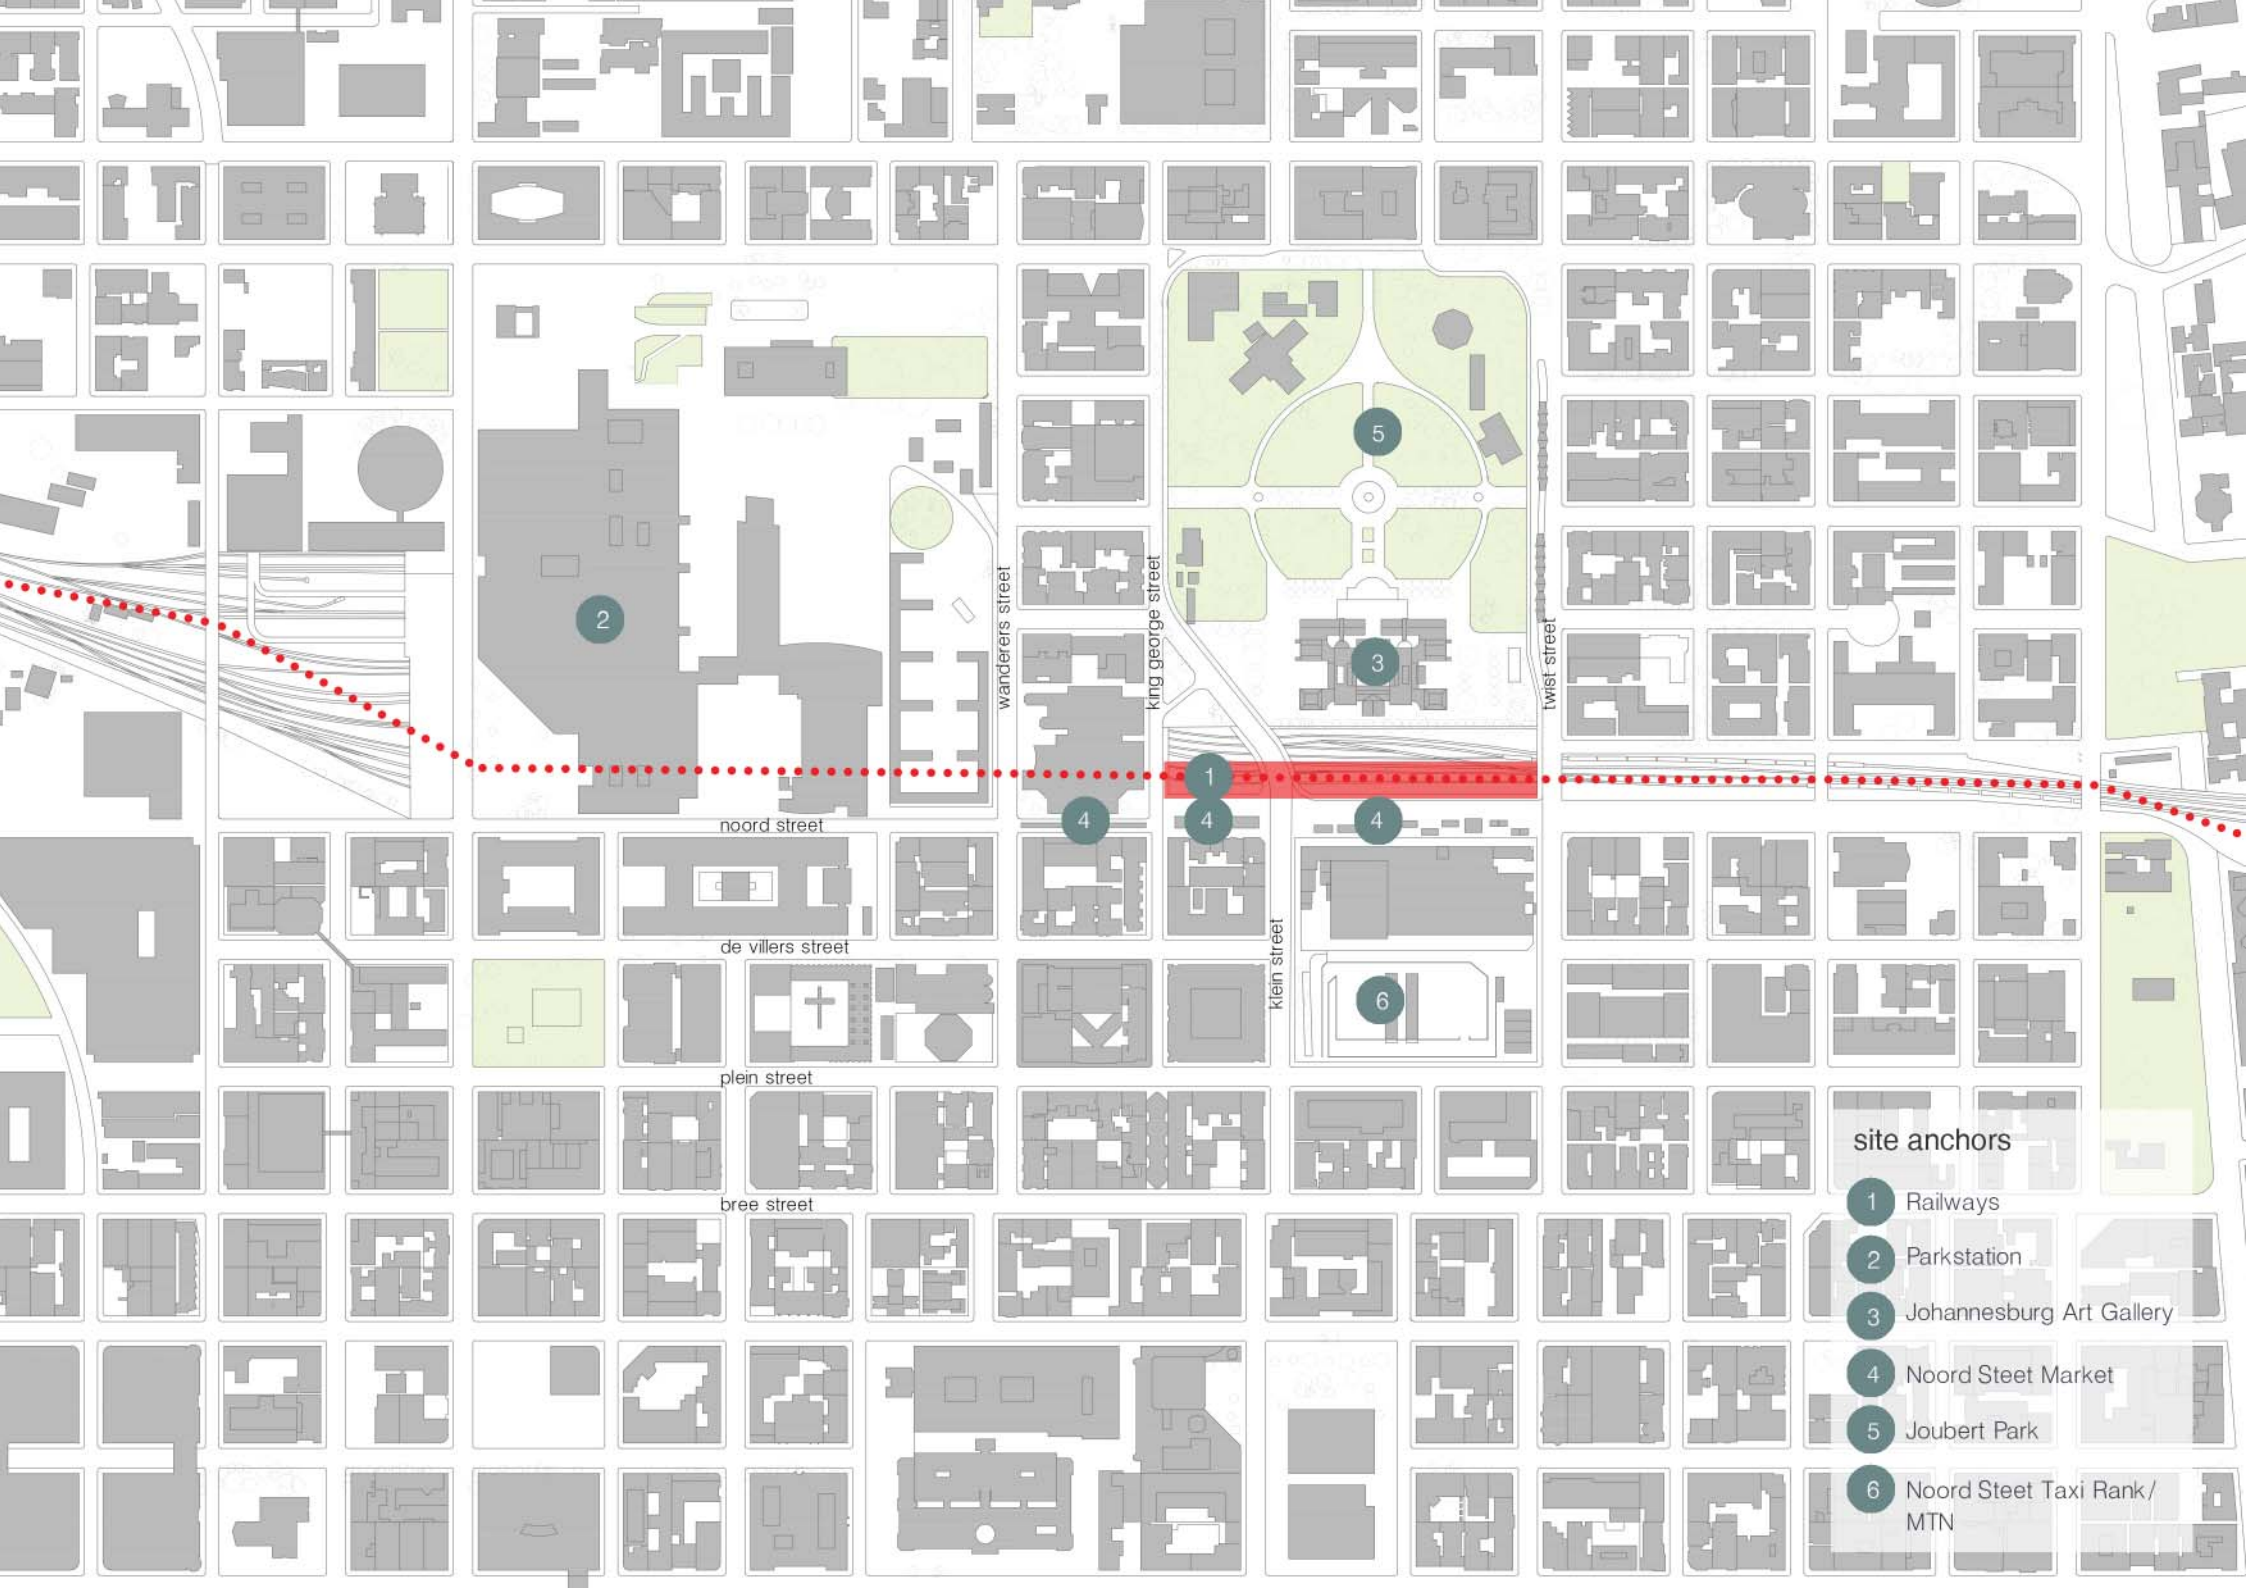 5
2
3
wanders street
king george street
twist street
1
4
4
4
noord street
de villers street
klein street
6
plein street
bree street
site anchors
1 Railways
2 Parkstation
3 Johannesburg Art Gallery
4 Noord Steet Market
5 Joubert Park
6 Noord Steet Taxi Rank/
MTN